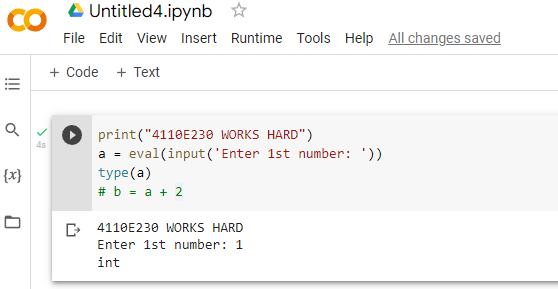 Untitled4.ipynb
File Edit View Insert Runtime Tools Help All changes saved
+ Code + Text
{x}
4s
print("4110E230 WORKS HARD")
a = eval(input('Enter 1st number: '))
type(a)
# b = a + 2
4110E230 WORKS HARD
Enter 1st number: 1
int